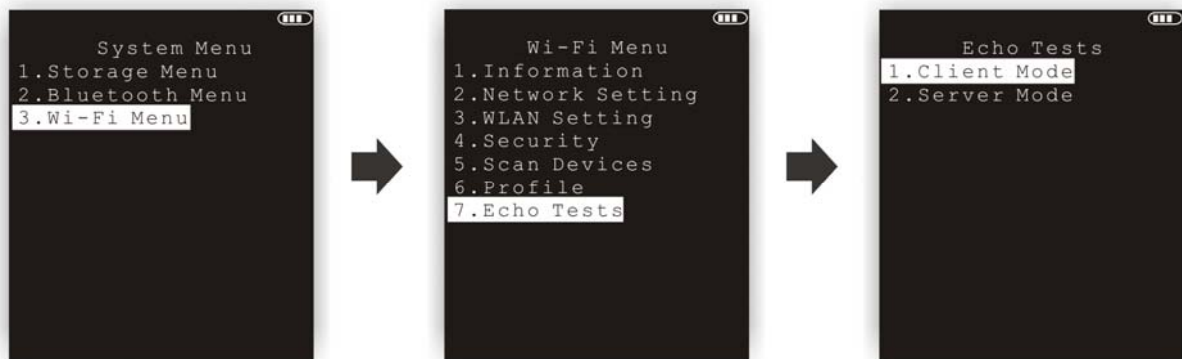 System Menu
1.Storage Menu
2.Bluetooth Menu
3.Wi-Fi Menu
Wi-Fi Menu
1.Information
2.Network Setting
3.WLAN Setting
4.Security
5.Scan Devices
6.Profile
7.Echo Tests
Echo Tests
1.Client Mode
2.Server Mode